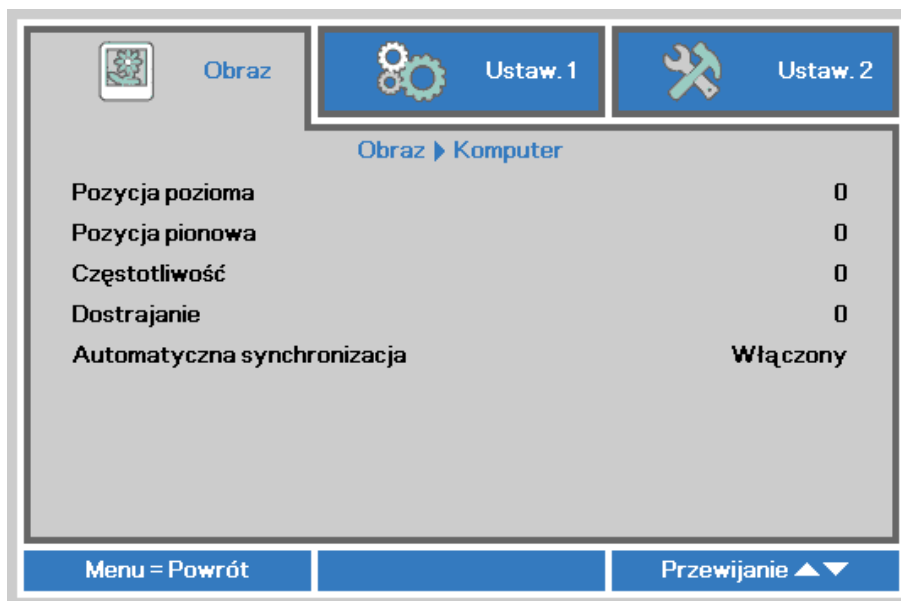 Obraz Ustaw. 1 Ustaw. 2
Obraz ▶ Komputer
Pozycja pozioma 0
Pozycja pionowa 0
Częstotliwość 0
Dostrajanie 0
Automatyczna synchronizacja Włączony
Menu = Powrót Przewijanie ▲▼